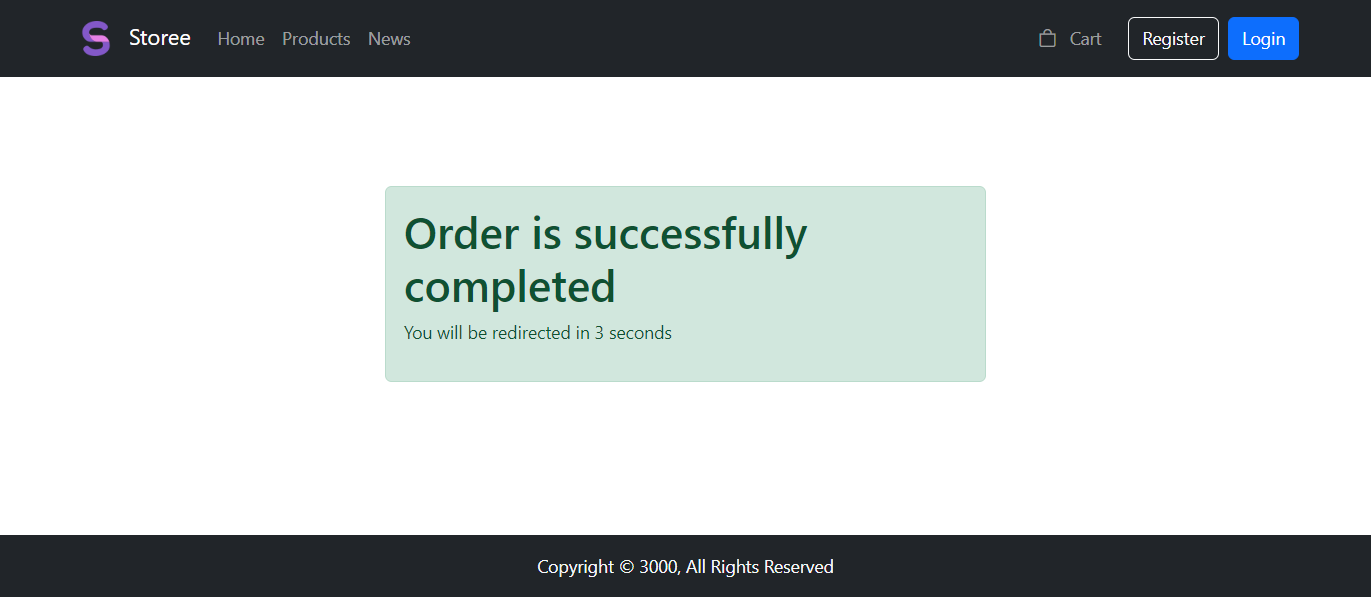 Storee Home Products News Cart Register Login
Order is successfully
completed
You will be redirected in 3 seconds
Copyright © 3000, All Rights Reserved